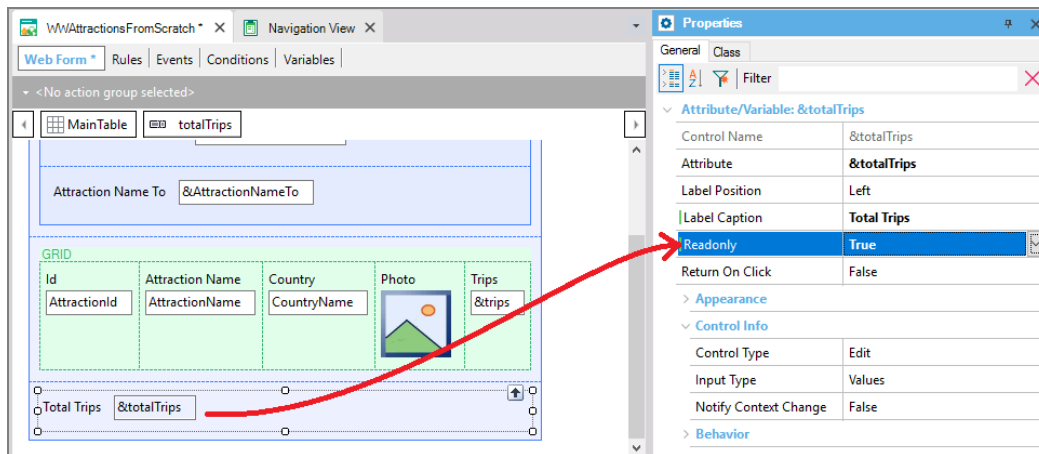 WWAttractionsFromScratch * X Navigation View X
Web Form * Rules Events Conditions Variables
<No action group selected>
MainTable totalTrips
Attraction Name To &AttractionNameTo
GRID
Id Attraction Name Country Photo Trips
AttractionId AttractionName CountryName &trips
Total Trips &totalTrips
Properties
General Class
Filter
Attribute/Variable: &totalTrips
Control Name &totalTrips
Attribute &totalTrips
Label Position Left
Label Caption Total Trips
Readonly True
Return On Click False
Appearance
Control Info
Control Type Edit
Input Type Values
Notify Context Change False
Behavior